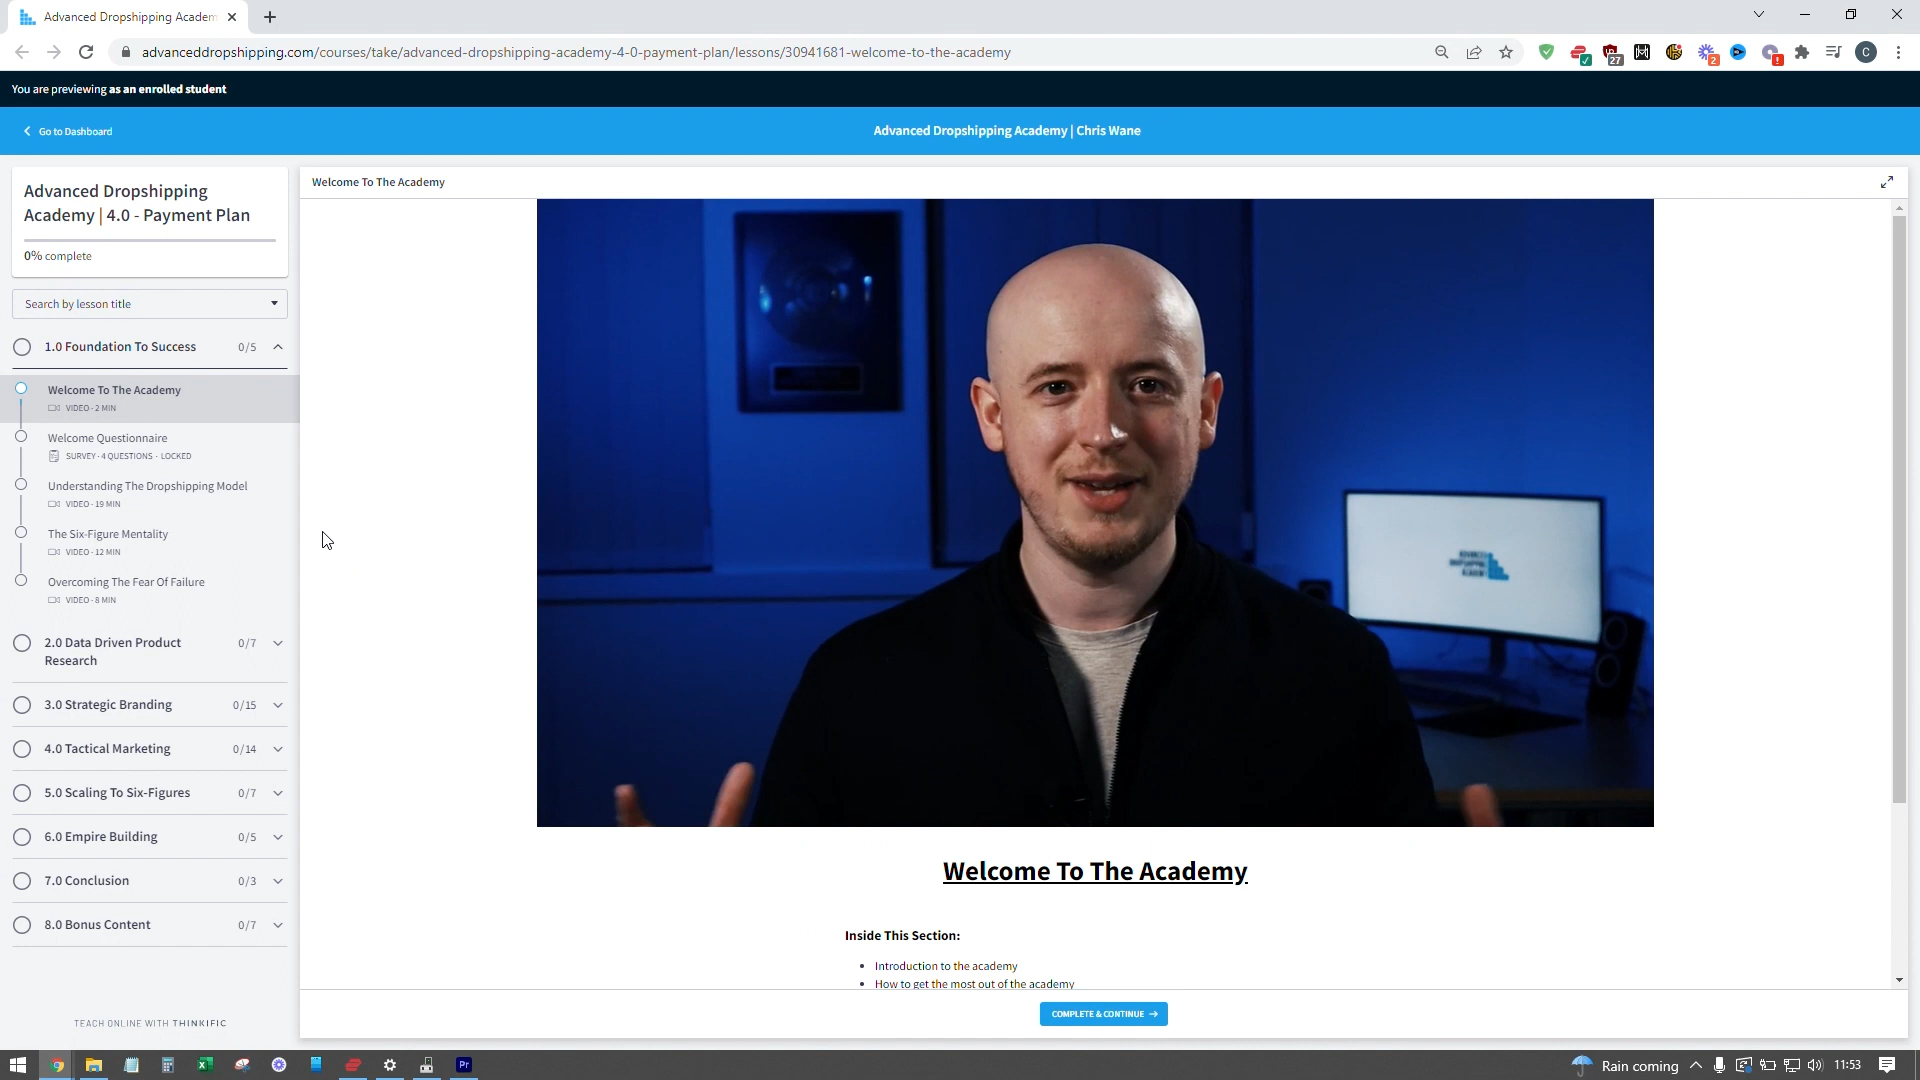 Advanced Dropshipping Academ
advanceddropshipping.com/courses/take/advanced-dropshipping-academy-4-0-payment-plan/lessons/30941681-welcome-to-the-academy
27
2
C
You are previewing as an enrolled student
Go to Dashboard
Advanced Dropshipping Academy | Chris Wane
Advanced Dropshipping
Academy | 4.0 - Payment Plan
0% complete
Search by lesson title
1.0 Foundation To Success 0/5
Welcome To The Academy
VIDEO · 2 MIN
Welcome Questionnaire
SURVEY · 4 QUESTIONS · LOCKED
Understanding The Dropshipping Model
VIDEO · 19 MIN
The Six-Figure Mentality
VIDEO · 12 MIN
Overcoming The Fear Of Failure
VIDEO · 8 MIN
2.0 Data Driven Product
Research 0/7
3.0 Strategic Branding 0/15
4.0 Tactical Marketing 0/14
5.0 Scaling To Six-Figures 0/7
6.0 Empire Building 0/5
7.0 Conclusion 0/3
8.0 Bonus Content 0/7
TEACH ONLINE WITH THINKIFIC
Welcome To The Academy
ADVANCED
DROPSHIPPING
ACADEMY
Welcome To The Academy
Inside This Section:
• Introduction to the academy
• How to get the most out of the academy
COMPLETE & CONTINUE →
Pr
Rain coming
11:53